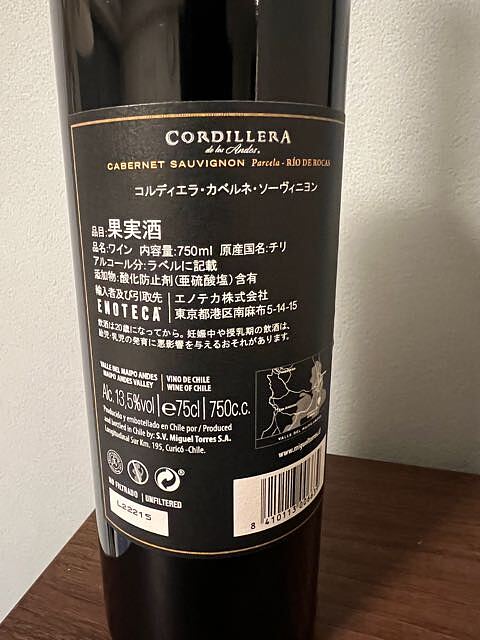 CORDILLERA
de los Andes.
CABERNET SAUVIGNON Parcela - RÍO DE ROCAS
コルディエラ・カベルネ・ソーヴィニヨン
品目:果実酒
品名:ワイン 内容量:750ml 原産国名:チリ
アルコール分:ラベルに記載
添加物:酸化防止剤(亜硫酸塩)含有
輸入者及び引取先
ENOTECA
エノテカ株式会社
東京都港区南麻布5-14-15
飲酒は20歳になってから。妊娠中や授乳期の飲酒は、
胎児・乳児の発育に悪影響を与えるおそれがあります。
VALLE DEL MAIPO ANDES
MAIPO ANDES VALLEY
VINO DE CHILE
WINE OF CHILE
Alc.13,5%vol e75cl 750c.c.
Producido y embotellado en Chile por / Produced
and bottled in Chile by: S.V. Miguel Torres S.A.
Longitudinal Sur Km. 195, Curicó -Chile.
NO FILTRADO UNFILTERED
L22215
VALLE DEL MAIPO
8 410113